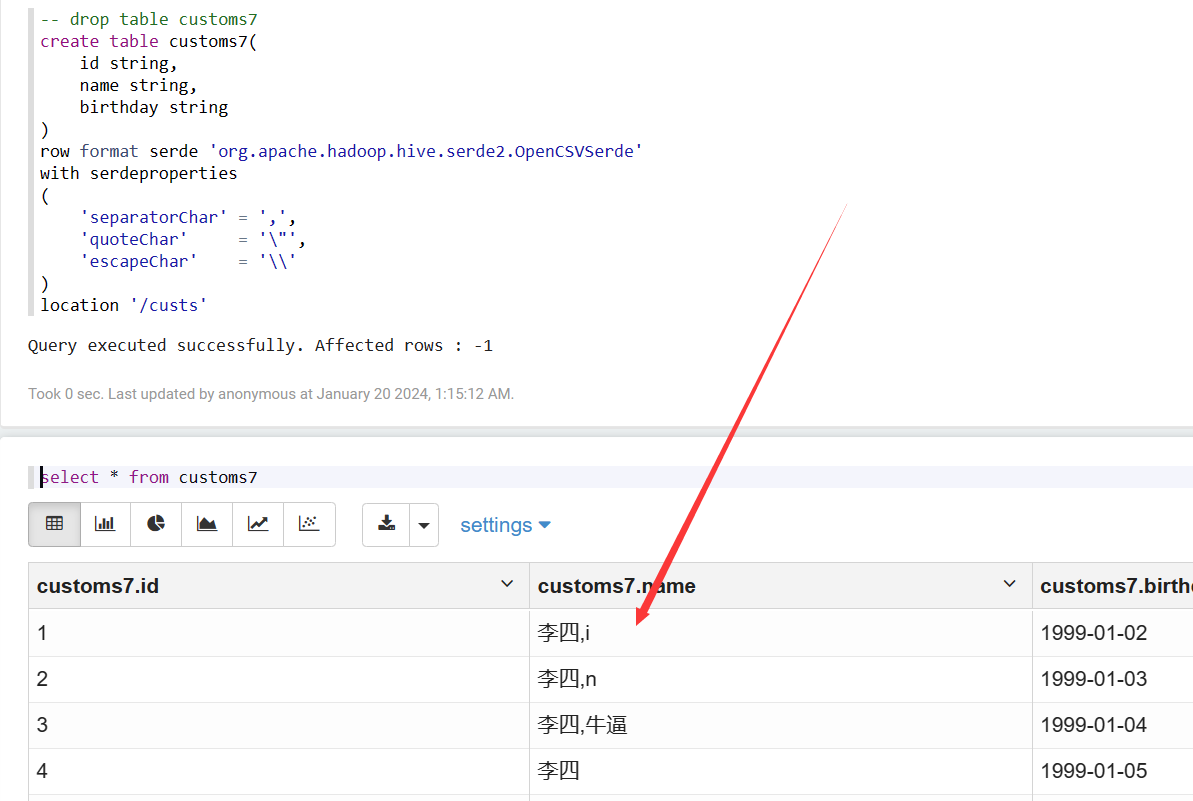 -- drop table customs7
create table customs7(
    id string,
    name string,
    birthday string
)
row format serde 'org.apache.hadoop.hive.serde2.OpenCSVSerde'
with serdeproperties
(
    'separatorChar' = ',',
    'quoteChar'     = '\"',
    'escapeChar'    = '\\'
)
location '/custs'
Query executed successfully. Affected rows : -1
Took 0 sec. Last updated by anonymous at January 20 2024, 1:15:12 AM.
select * from customs7
settings
customs7.id customs7.name customs7.birth
1 李四,i 1999-01-02
2 李四,n 1999-01-03
3 李四,牛逼 1999-01-04
4 李四 1999-01-05